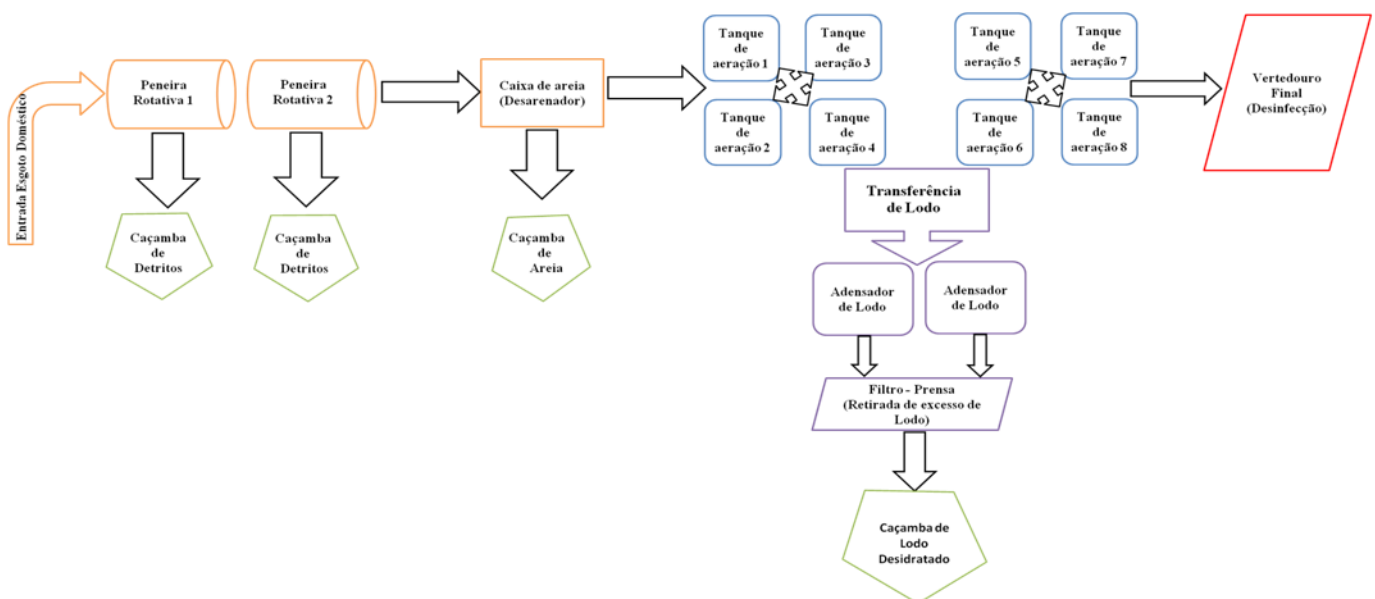 Entrada Esgoto Doméstico
Peneira
Rotativa 1
Peneira
Rotativa 2
Caçamba
de
Detritos
Caçamba
de
Detritos
Caixa de areia
(Desarenador)
Caçamba
de
Areia
Tanque
de
aeração 1
Tanque
de
aeração 3
Tanque
de
aeração 2
Tanque
de
aeração 4
Tanque
de
aeração 5
Tanque
de
aeração 7
Tanque
de
aeração 6
Tanque
de
aeração 8
Vertedouro
Final
(Desinfecção)
Transferência
de Lodo
Adensador
de Lodo
Adensador
de Lodo
Filtro - Prensa
(Retirada de excesso de
Lodo)
Caçamba de
Lodo
Desidratado